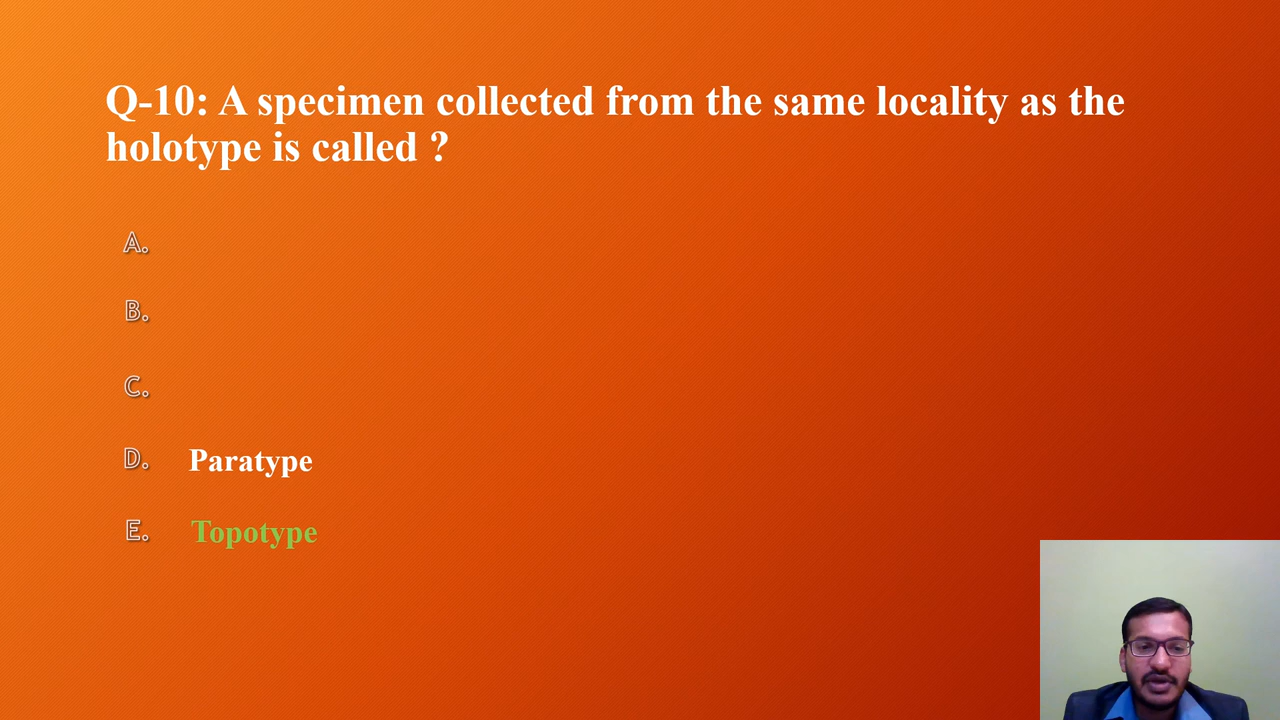 Q-10: A specimen collected from the same locality as the
holotype is called ?
A.
B.
C.
D. Paratype
E. Topotype